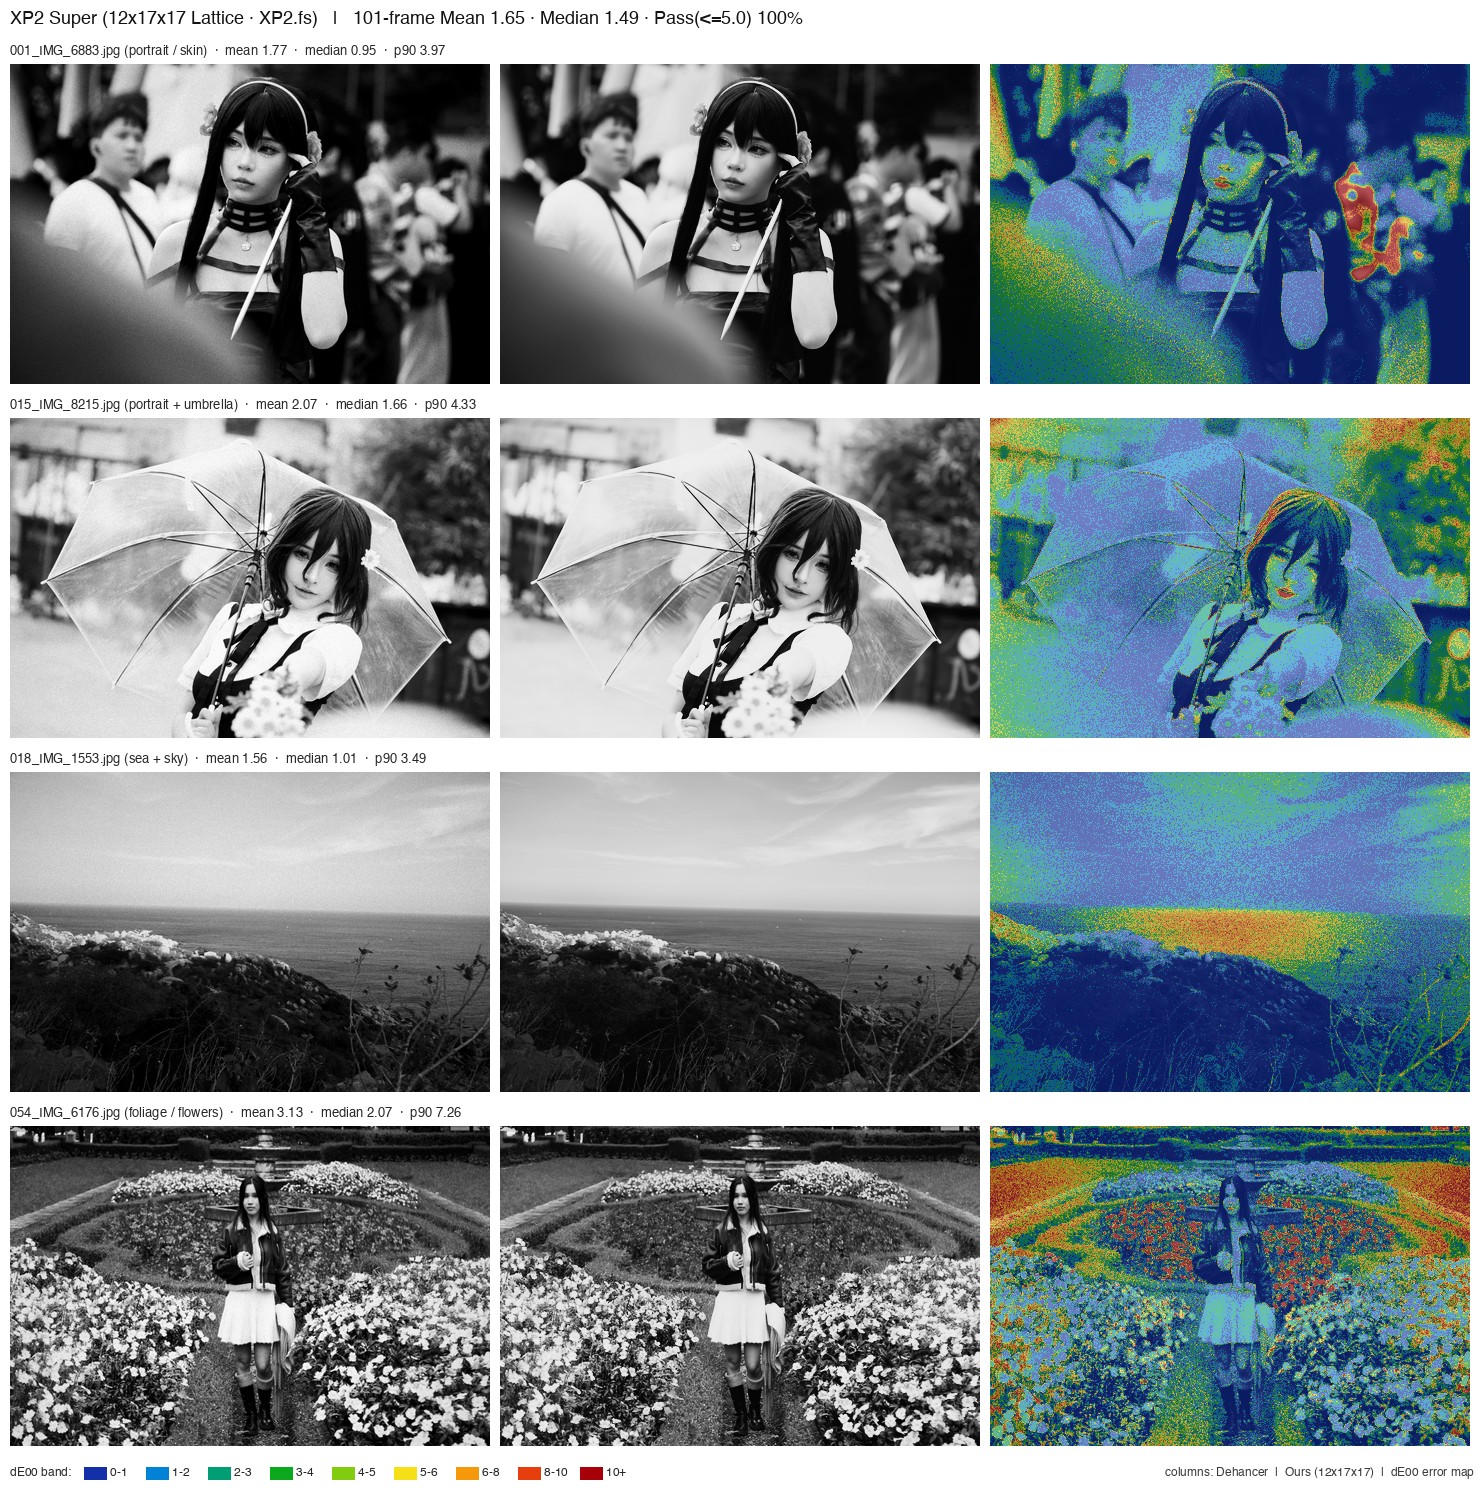 XP2 Super (12x17x17 Lattice · XP2.fs) | 101-frame Mean 1.65 · Median 1.49 · Pass(<=5.0) 100%
001_IMG_6883.jpg (portrait / skin) · mean 1.77 · median 0.95 · p90 3.97
015_IMG_8215.jpg (portrait + umbrella) · mean 2.07 · median 1.66 · p90 4.33
018_IMG_1553.jpg (sea + sky) · mean 1.56 · median 1.01 · p90 3.49
054_IMG_6176.jpg (foliage / flowers) · mean 3.13 · median 2.07 · p90 7.26
dE00 band: 0-1 1-2 2-3 3-4 4-5 5-6 6-8 8-10 10+
columns: Dehancer | Ours (12x17x17) | dE00 error map